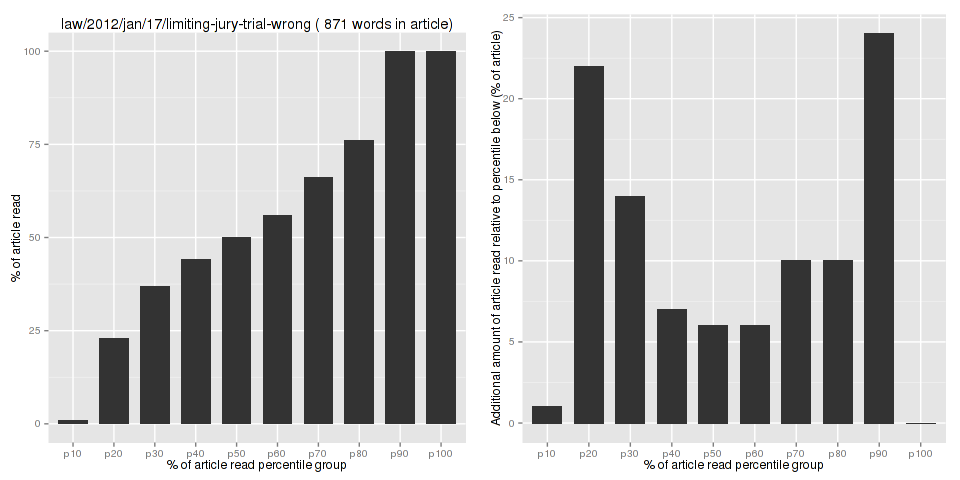 law/2012/jan/17/limiting-jury-trial-wrong ( 871 words in article)
% of article read
100
75
50
25
0
p10 p20 p30 p40 p50 p60 p70 p80 p90 p100
% of article read percentile group
Additional amount of article read relative to percentile below (% of article)
25
20
15
10
5
0
p10 p20 p30 p40 p50 p60 p70 p80 p90 p100
% of article read percentile group